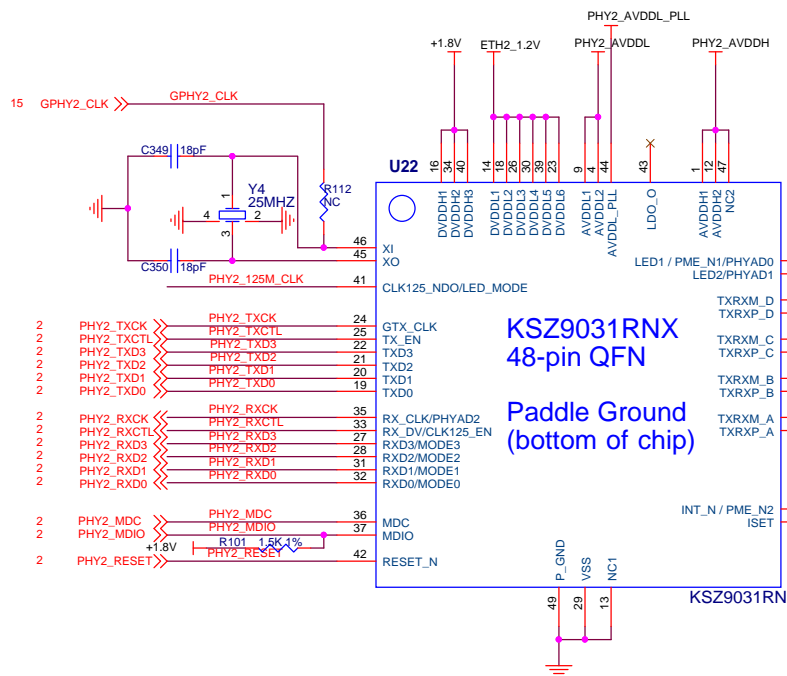 PHY2_AVDDL_PLL
+1.8V ETH2_1.2V PHY2_AVDDL PHY2_AVDDH
15 GPHY2_CLK GPHY2_CLK
C349 18pF
U22
16 34 40 14 18 26 30 39 23 9 4 44 43 1 12 47
DVDDH1 DVDDH2 DVDDH3 DVDDL1 DVDDL2 DVDDL3 DVDDL4 DVDDL5 DVDDL6 AVDDL1 AVDDL2 AVDDL_PLL LDO_O AVDDH1 AVDDH2 NC2
Y4
25MHZ
1
4 2
3
R112
NC
C350 18pF
46 XI
45 XO
PHY2_125M_CLK 41 CLK125_NDO/LED_MODE
LED1 / PME_N1/PHYAD0
LED2/PHYAD1
TXRXM_D
TXRXP_D
TXRXM_C
TXRXP_C
TXRXM_B
TXRXP_B
TXRXM_A
TXRXP_A
INT_N / PME_N2
ISET
2 PHY2_TXCK PHY2_TXCK 24 GTX_CLK
2 PHY2_TXCTL PHY2_TXCTL 25 TX_EN
2 PHY2_TXD3 PHY2_TXD3 22 TXD3
2 PHY2_TXD2 PHY2_TXD2 21 TXD2
2 PHY2_TXD1 PHY2_TXD1 20 TXD1
2 PHY2_TXD0 PHY2_TXD0 19 TXD0
KSZ9031RNX
48-pin QFN
Paddle Ground
(bottom of chip)
2 PHY2_RXCK PHY2_RXCK 35 RX_CLK/PHYAD2
2 PHY2_RXCTL PHY2_RXCTL 33 RX_DV/CLK125_EN
2 PHY2_RXD3 PHY2_RXD3 27 RXD3/MODE3
2 PHY2_RXD2 PHY2_RXD2 28 RXD2/MODE2
2 PHY2_RXD1 PHY2_RXD1 31 RXD1/MODE1
2 PHY2_RXD0 PHY2_RXD0 32 RXD0/MODE0
2 PHY2_MDC PHY2_MDC 36 MDC
2 PHY2_MDIO PHY2_MDIO 37 MDIO
+1.8V R101 1.5K 1%
2 PHY2_RESET PHY2_RESET 42 RESET_N
P_GND VSS NC1
49 29 13
KSZ9031RN